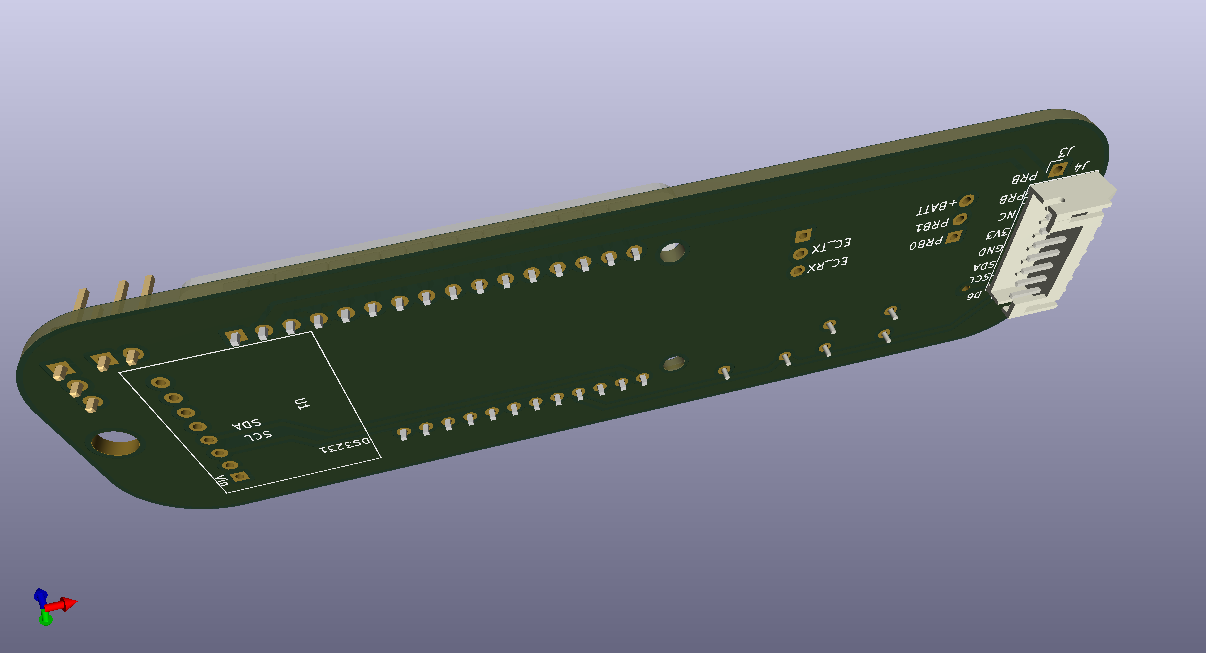 J3
J4
PRB
PRB
NC
3V3
GND
SDA
SCL
D6
+BATT
PRB1
PRB0
EC_TX
EC_RX
U1
SDA
SCL
DS3231